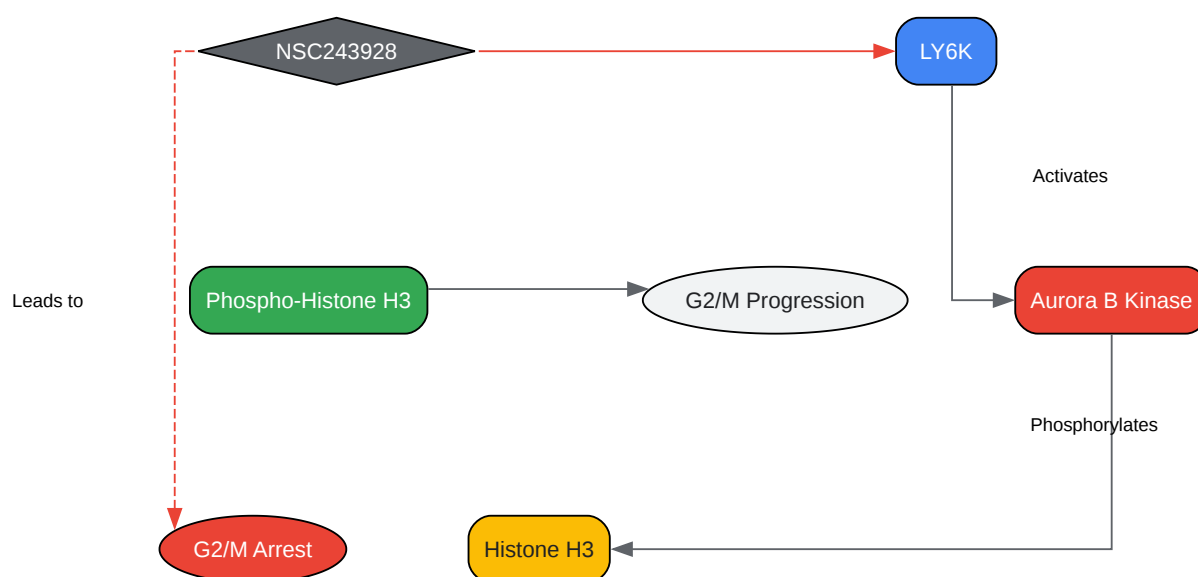 NSC243928
LY6K
Activates
Leads to
Phospho-Histone H3
G2/M Progression
Aurora B Kinase
Phosphorylates
G2/M Arrest
Histone H3